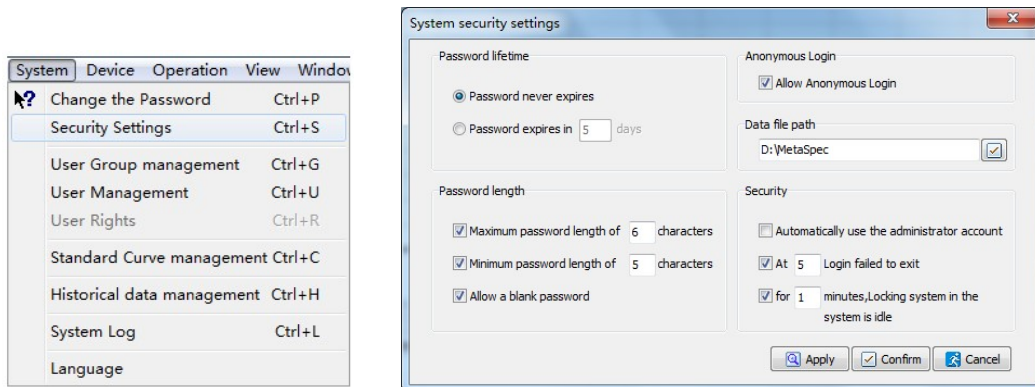 System Device Operation View Window
Change the Password Ctrl+P
Security Settings Ctrl+S
User Group management Ctrl+G
User Management Ctrl+U
User Rights Ctrl+R
Standard Curve management Ctrl+C
Historical data management Ctrl+H
System Log Ctrl+L
Language
System security settings
Password lifetime
Password never expires
Password expires in 5 days
Anonymous Login
Allow Anonymous Login
Data file path
D:\MetaSpec
Password length
Maximum password length of 6 characters
Minimum password length of 5 characters
Allow a blank password
Security
Automatically use the administrator account
At 5 Login failed to exit
for 1 minutes,Locking system in the
system is idle
Apply Confirm Cancel